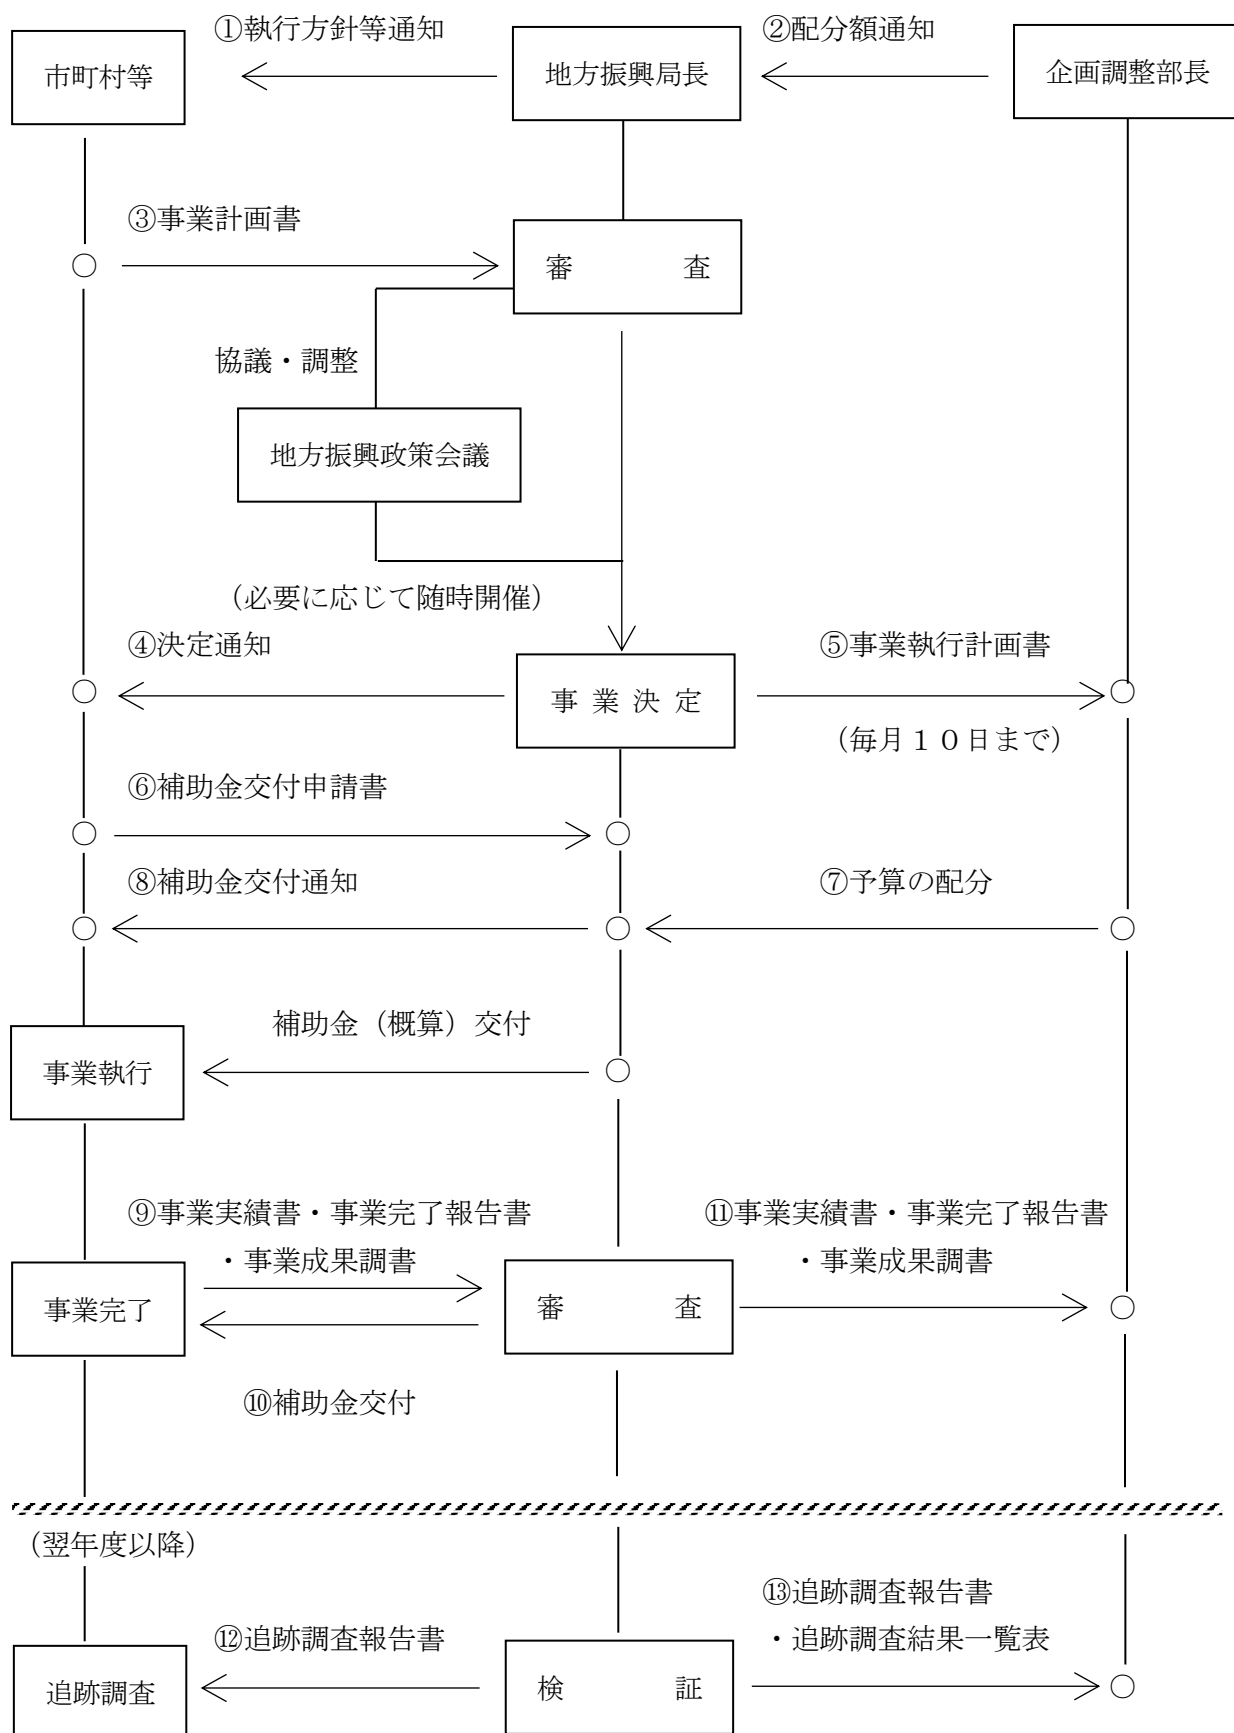 ①執行方針等通知
②配分額通知
市町村等
地方振興局長
企画調整部長
③事業計画書
審　　　査
協議・調整
地方振興政策会議
（必要に応じて随時開催）
④決定通知
⑤事業執行計画書
事 業 決 定
（毎月１０日まで）
⑥補助金交付申請書
⑧補助金交付通知
⑦予算の配分
補助金（概算）交付
事業執行
⑨事業実績書・事業完了報告書
・事業成果調書
⑪事業実績書・事業完了報告書
・事業成果調書
事業完了
審　　　査
⑩補助金交付
（翌年度以降）
⑬追跡調査報告書
・追跡調査結果一覧表
⑫追跡調査報告書
追跡調査
検　　　証